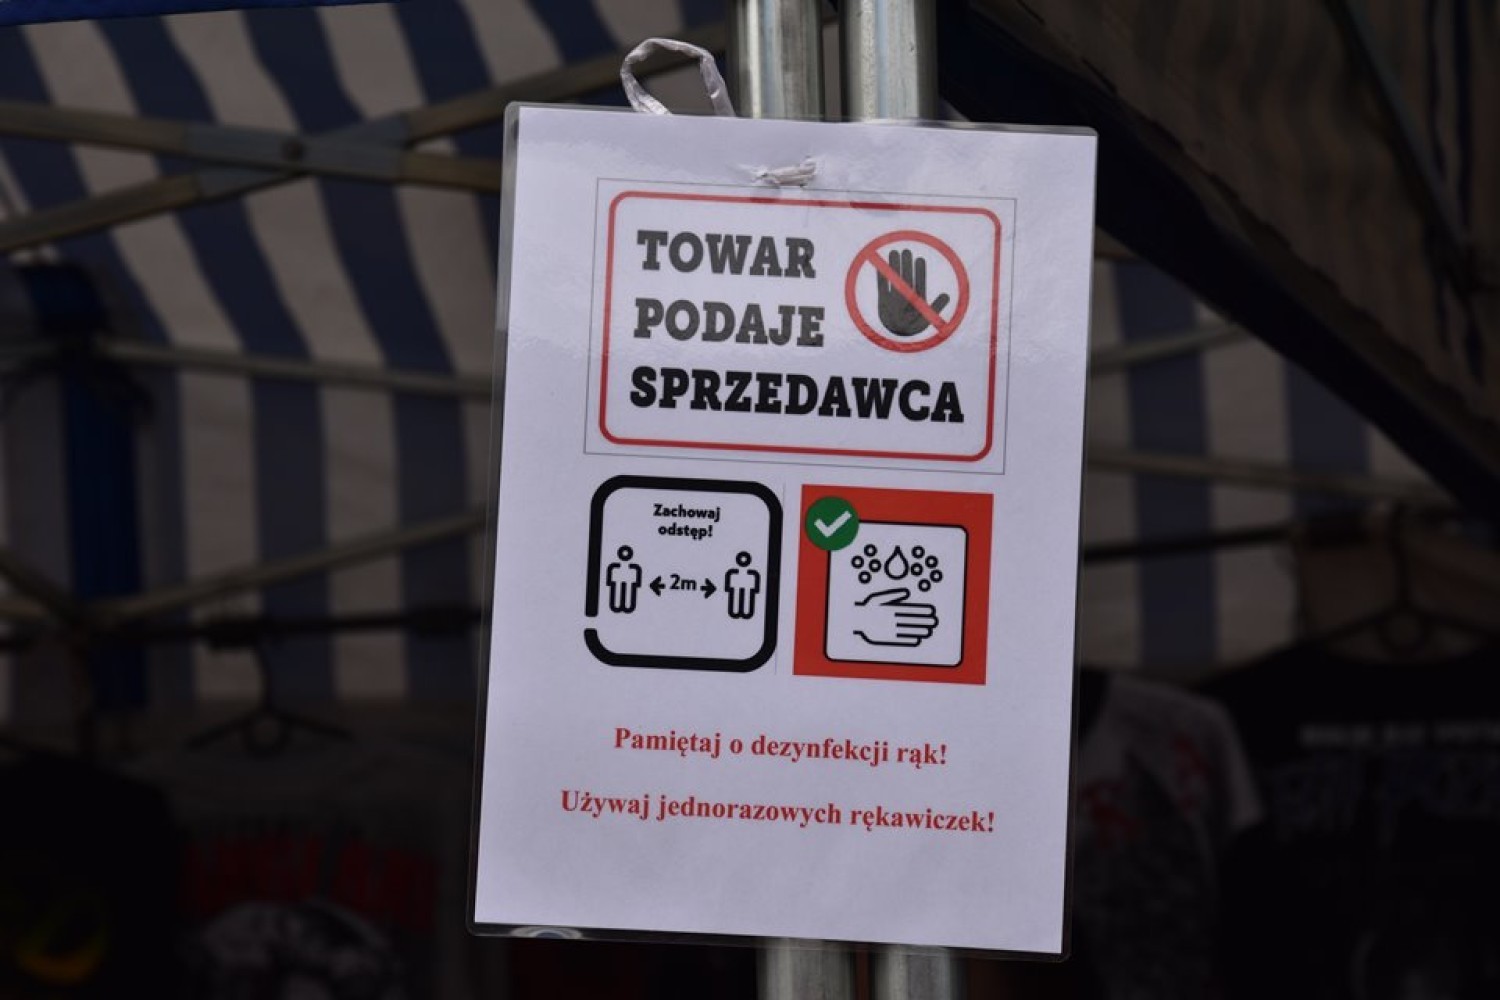 TOWAR
PODAJE
SPRZEDAWCA
Zachowaj
odstęp!
2m
Pamiętaj o dezynfekcji rąk!
Używaj jednorazowych rękawiczek!